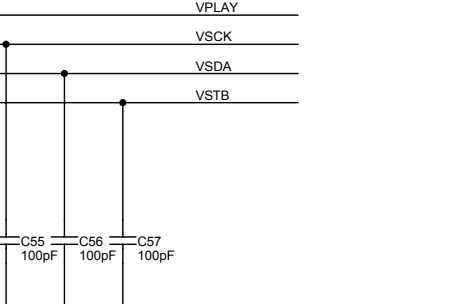 VPLAY
VSCK
VSDA
VSTB
C55 C56 C57
100pF 100pF 100pF